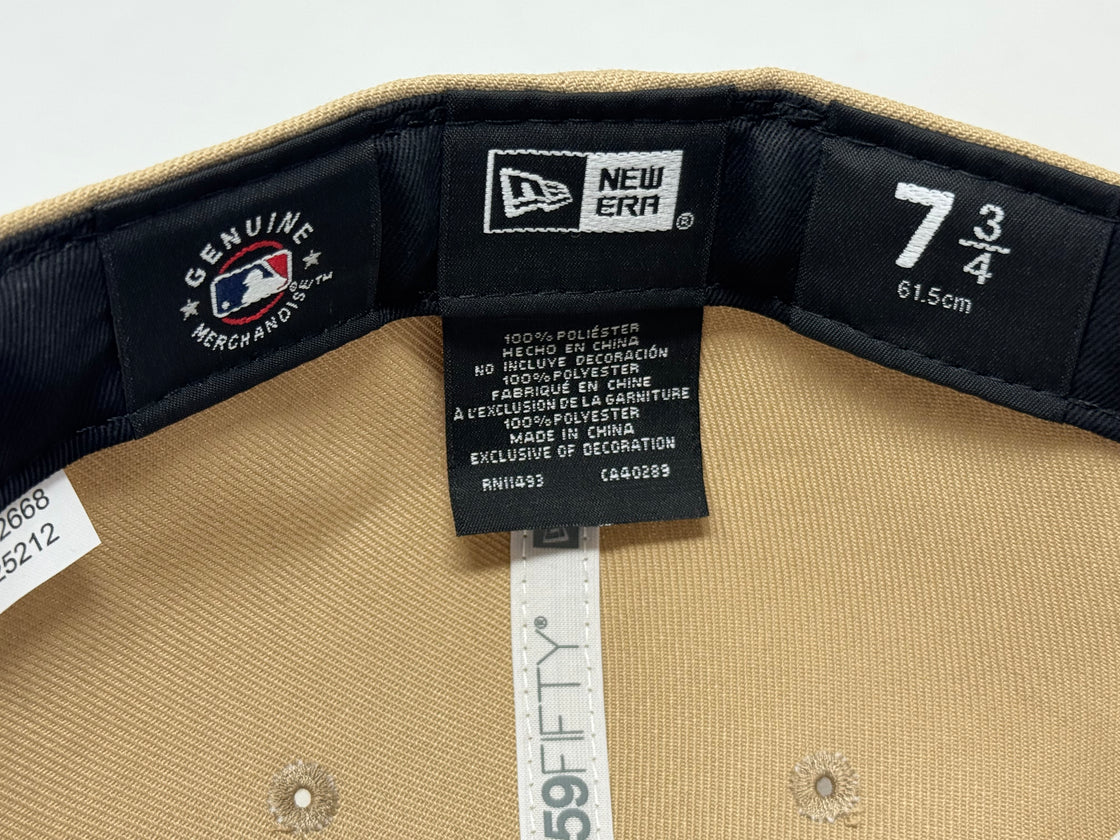 GENUINE
MERCHANDISE™
NEW
ERA®
7 3/4
61.5cm
100% POLIÉSTER
HECHO EN CHINA
NO INCLUYE DECORACIÓN
100% POLYESTER
FABRIQUÉ EN CHINE
À L'EXCLUSION DE LA GARNITURE
100% POLYESTER
MADE IN CHINA
EXCLUSIVE OF DECORATION
RN11493 CA40289
2668
25212
59FIFTY®